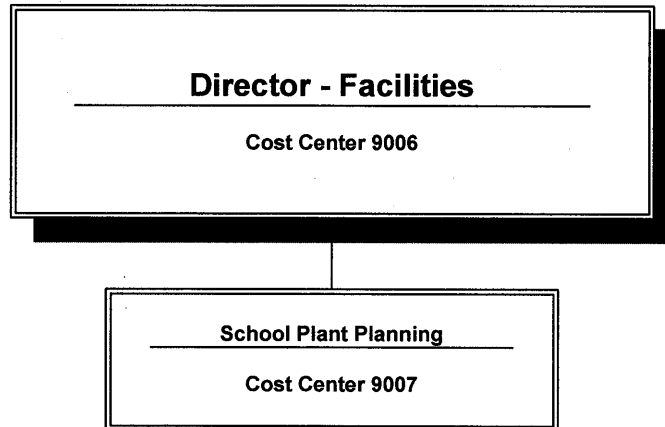 Director - Facilities
Cost Center 9006
School Plant Planning
Cost Center 9007